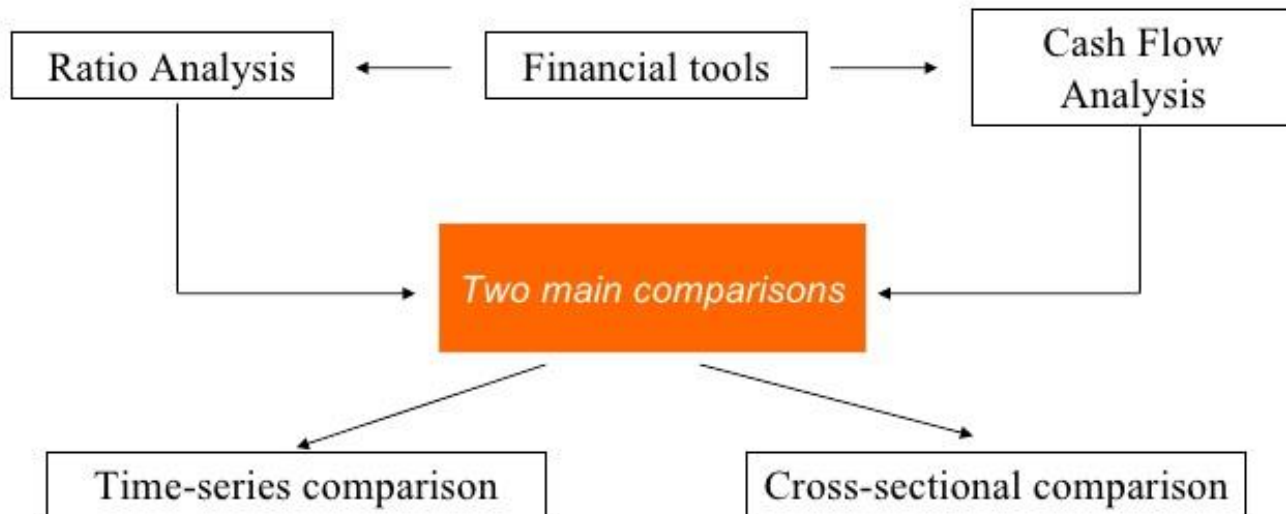 Ratio Analysis
Financial tools
Cash Flow
Analysis
Two main comparisons
Time-series comparison
Cross-sectional comparison